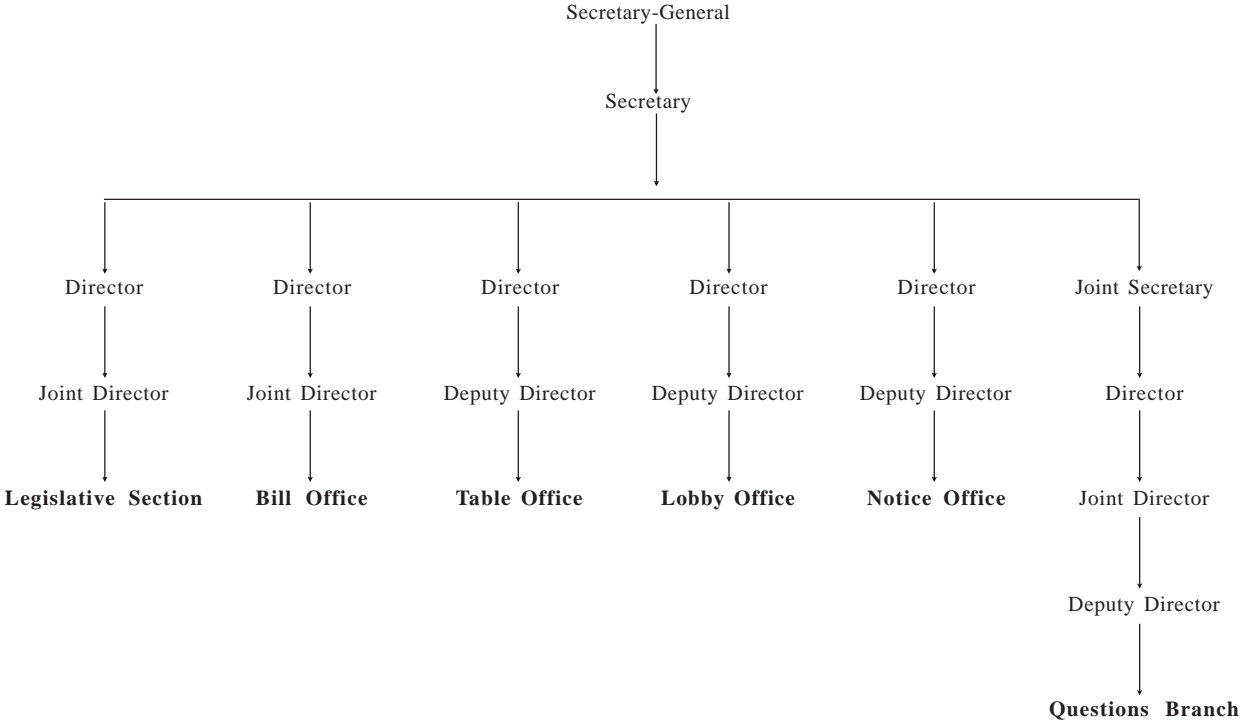 Secretary-General
Secretary
Director Director Director Director Director Joint Secretary
Joint Director Joint Director Deputy Director Deputy Director Deputy Director Director
Legislative Section Bill Office Table Office Lobby Office Notice Office Joint Director
Deputy Director
Questions Branch